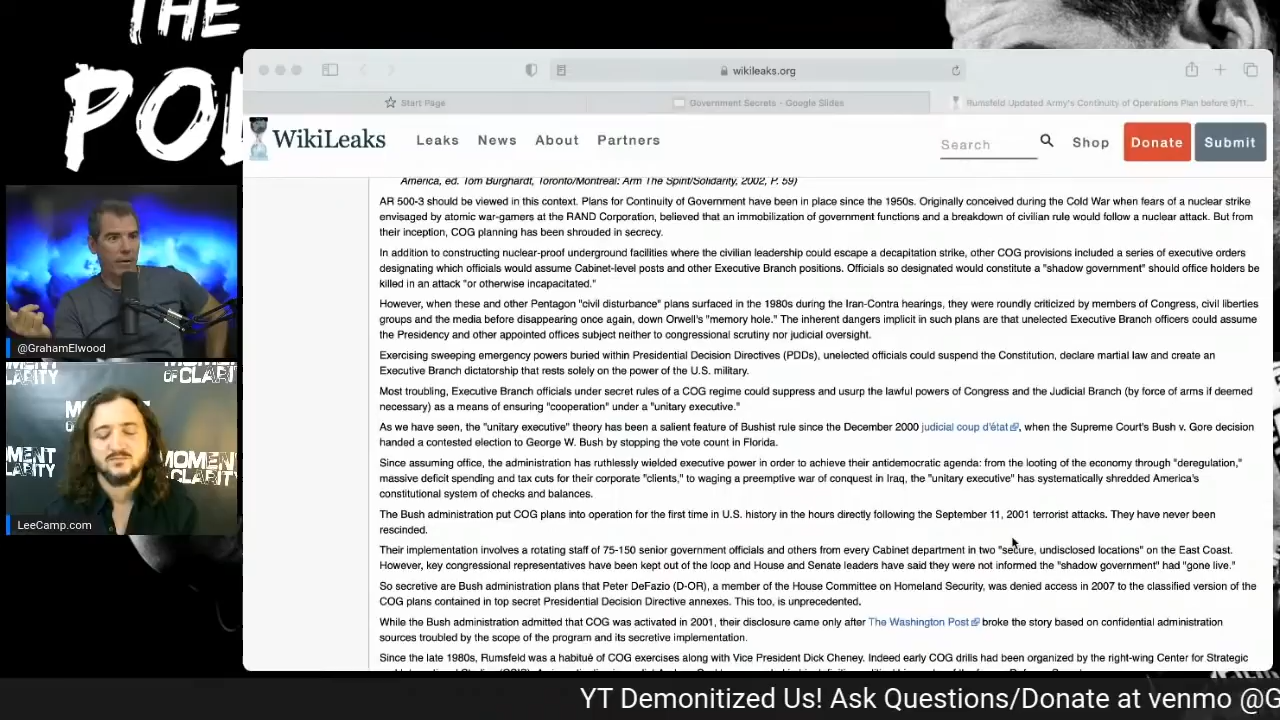 THE
wikileaks.org
Start Page
Government Secrets - Google Slides
Rumsfeld Updated Army's Continuity of Operations Plan before 9/11...
WikiLeaks
Leaks
News
About
Partners
Search
Shop
Donate
Submit
America, ed. Tom Burghardt, Toronto/Montreal: Arm The Spirit/Solidarity, 2002, P. 59)
AR 500-3 should be viewed in this context. Plans for Continuity of Government have been in place since the 1950s. Originally conceived during the Cold War when fears of a nuclear strike
envisaged by atomic war-gamers at the RAND Corporation, believed that an immobilization of government functions and a breakdown of civilian rule would follow a nuclear attack. But from
their inception, COG planning has been shrouded in secrecy.
In addition to constructing nuclear-proof underground facilities where the civilian leadership could escape a decapitation strike, other COG provisions included a series of executive orders
designating which officials would assume Cabinet-level posts and other Executive Branch positions. Officials so designated would constitute a "shadow government" should office holders be
killed in an attack "or otherwise incapacitated."
However, when these and other Pentagon "civil disturbance" plans surfaced in the 1980s during the Iran-Contra hearings, they were roundly criticized by members of Congress, civil liberties
groups and the media before disappearing once again, down Orwell's "memory hole." The inherent dangers implicit in such plans are that unelected Executive Branch officers could assume
the Presidency and other appointed offices subject neither to congressional scrutiny nor judicial oversight.
Exercising sweeping emergency powers buried within Presidential Decision Directives (PDDs), unelected officials could suspend the Constitution, declare martial law and create an
Executive Branch dictatorship that rests solely on the power of the U.S. military.
Most troubling, Executive Branch officials under secret rules of a COG regime could suppress and usurp the lawful powers of Congress and the Judicial Branch (by force of arms if deemed
necessary) as a means of ensuring "cooperation" under a "unitary executive."
As we have seen, the "unitary executive" theory has been a salient feature of Bushist rule since the December 2000 judicial coup d'état, when the Supreme Court's Bush v. Gore decision
handed a contested election to George W. Bush by stopping the vote count in Florida.
Since assuming office, the administration has ruthlessly wielded executive power in order to achieve their antidemocratic agenda: from the looting of the economy through "deregulation,"
massive deficit spending and tax cuts for their corporate "clients," to waging a preemptive war of conquest in Iraq, the "unitary executive" has systematically shredded America's
constitutional system of checks and balances.
The Bush administration put COG plans into operation for the first time in U.S. history in the hours directly following the September 11, 2001 terrorist attacks. They have never been
rescinded.
Their implementation involves a rotating staff of 75-150 senior government officials and others from every Cabinet department in two "secure, undisclosed locations" on the East Coast.
However, key congressional representatives have been kept out of the loop and House and Senate leaders have said they were not informed the "shadow government" had "gone live."
So secretive are Bush administration plans that Peter DeFazio (D-OR), a member of the House Committee on Homeland Security, was denied access in 2007 to the classified version of the
COG plans contained in top secret Presidential Decision Directive annexes. This too, is unprecedented.
While the Bush administration admitted that COG was activated in 2001, their disclosure came only after The Washington Post broke the story based on confidential administration
sources troubled by the scope of the program and its secretive implementation.
Since the late 1980s, Rumsfeld was a habitué of COG exercises along with Vice President Dick Cheney. Indeed early COG drills had been organized by the right-wing Center for Strategic
@GrahamElwood
MOMENT
OF CLARITY
LeeCamp.com
YT Demonitized Us! Ask Questions/Donate at venmo @G